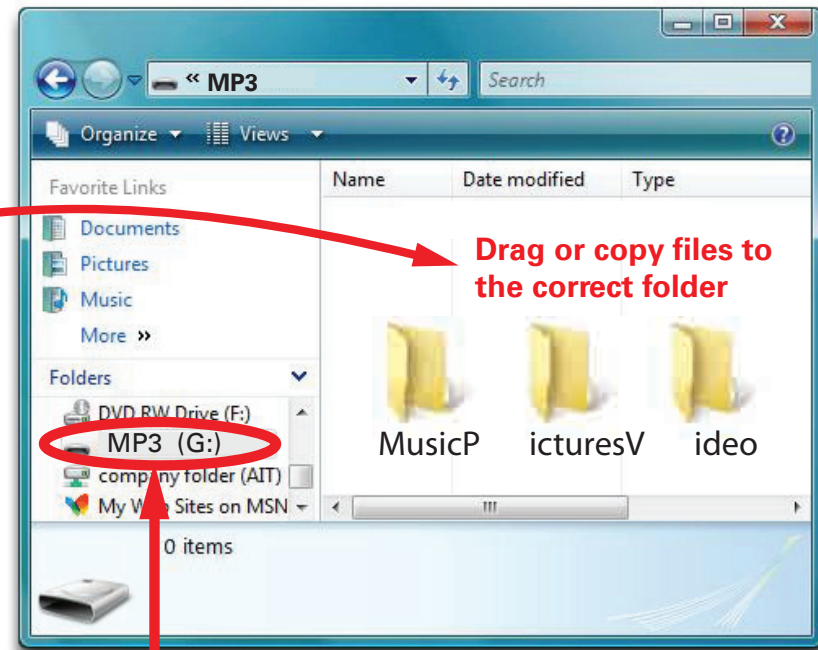 « MP3
Search
Organize Views
Favorite Links
Documents
Pictures
Music
More »
Folders
DVD RW Drive (F:)
MP3 (G:)
company folder (AIT)
My Web Sites on MSN
Name Date modified Type
Drag or copy files to
the correct folder
MusicP icturesV ideo
0 items